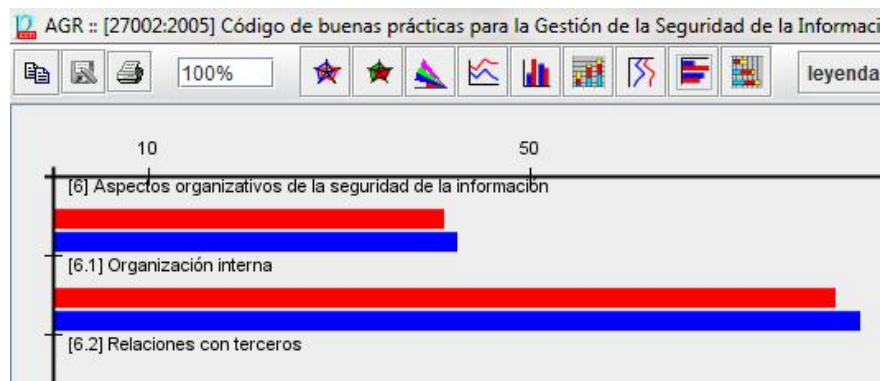 AGR :: [27002:2005] Código de buenas prácticas para la Gestión de la Seguridad de la Informaci
100% leyenda
10 50
[6] Aspectos organizativos de la seguridad de la información
[6.1] Organización interna
[6.2] Relaciones con terceros